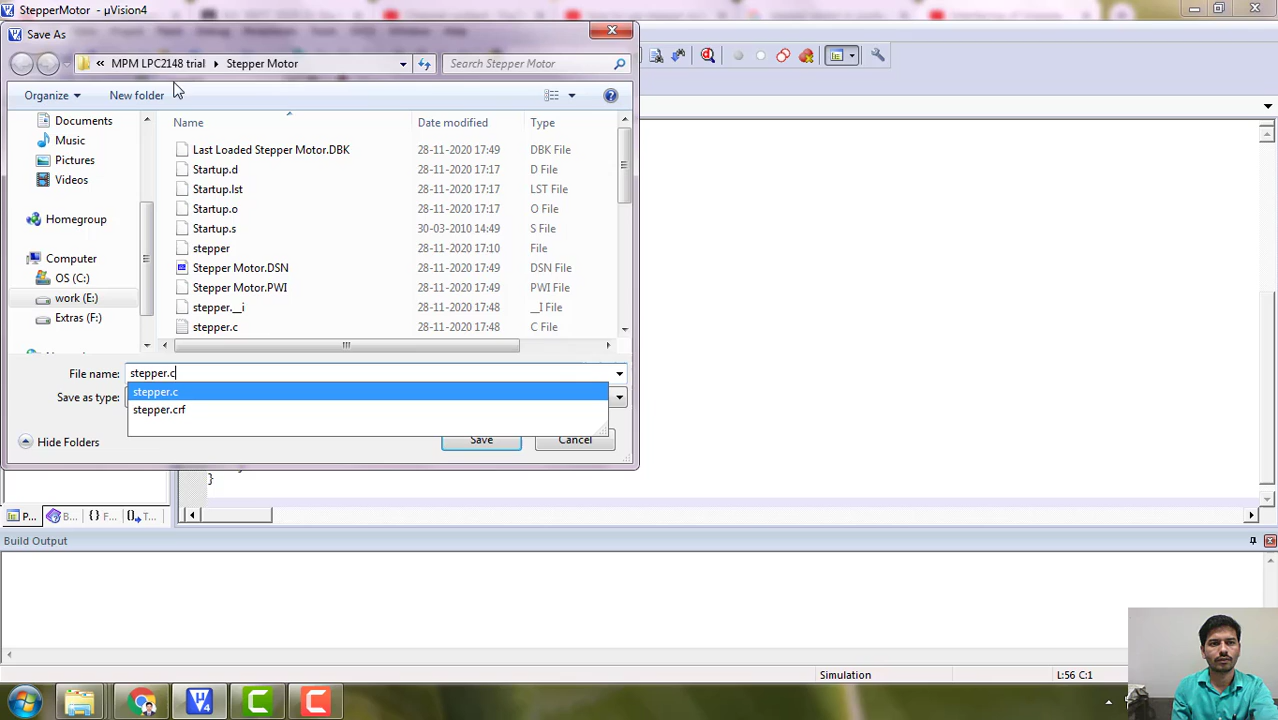 StepperMotor - µVision4
Save As
« MPM LPC2148 trial Stepper Motor
Search Stepper Motor
Organize
New folder
Documents
Music
Pictures
Videos
Homegroup
Computer
OS (C:)
work (E:)
Extras (F:)
Name Date modified Type
Last Loaded Stepper Motor.DBK 28-11-2020 17:49 DBK File
Startup.d 28-11-2020 17:17 D File
Startup.lst 28-11-2020 17:17 LST File
Startup.o 28-11-2020 17:17 O File
Startup.s 30-03-2010 14:49 S File
stepper 28-11-2020 17:10 File
Stepper Motor.DSN 28-11-2020 17:49 DSN File
Stepper Motor.PWI 28-11-2020 17:49 PWI File
stepper.__i 28-11-2020 17:48 __I File
stepper.c 28-11-2020 17:48 C File
File name: stepper.c
stepper.c
Save as type:
stepper.crf
Hide Folders
Save Cancel
}
P... B... {} F... T...
Build Output
Simulation L:56 C:1